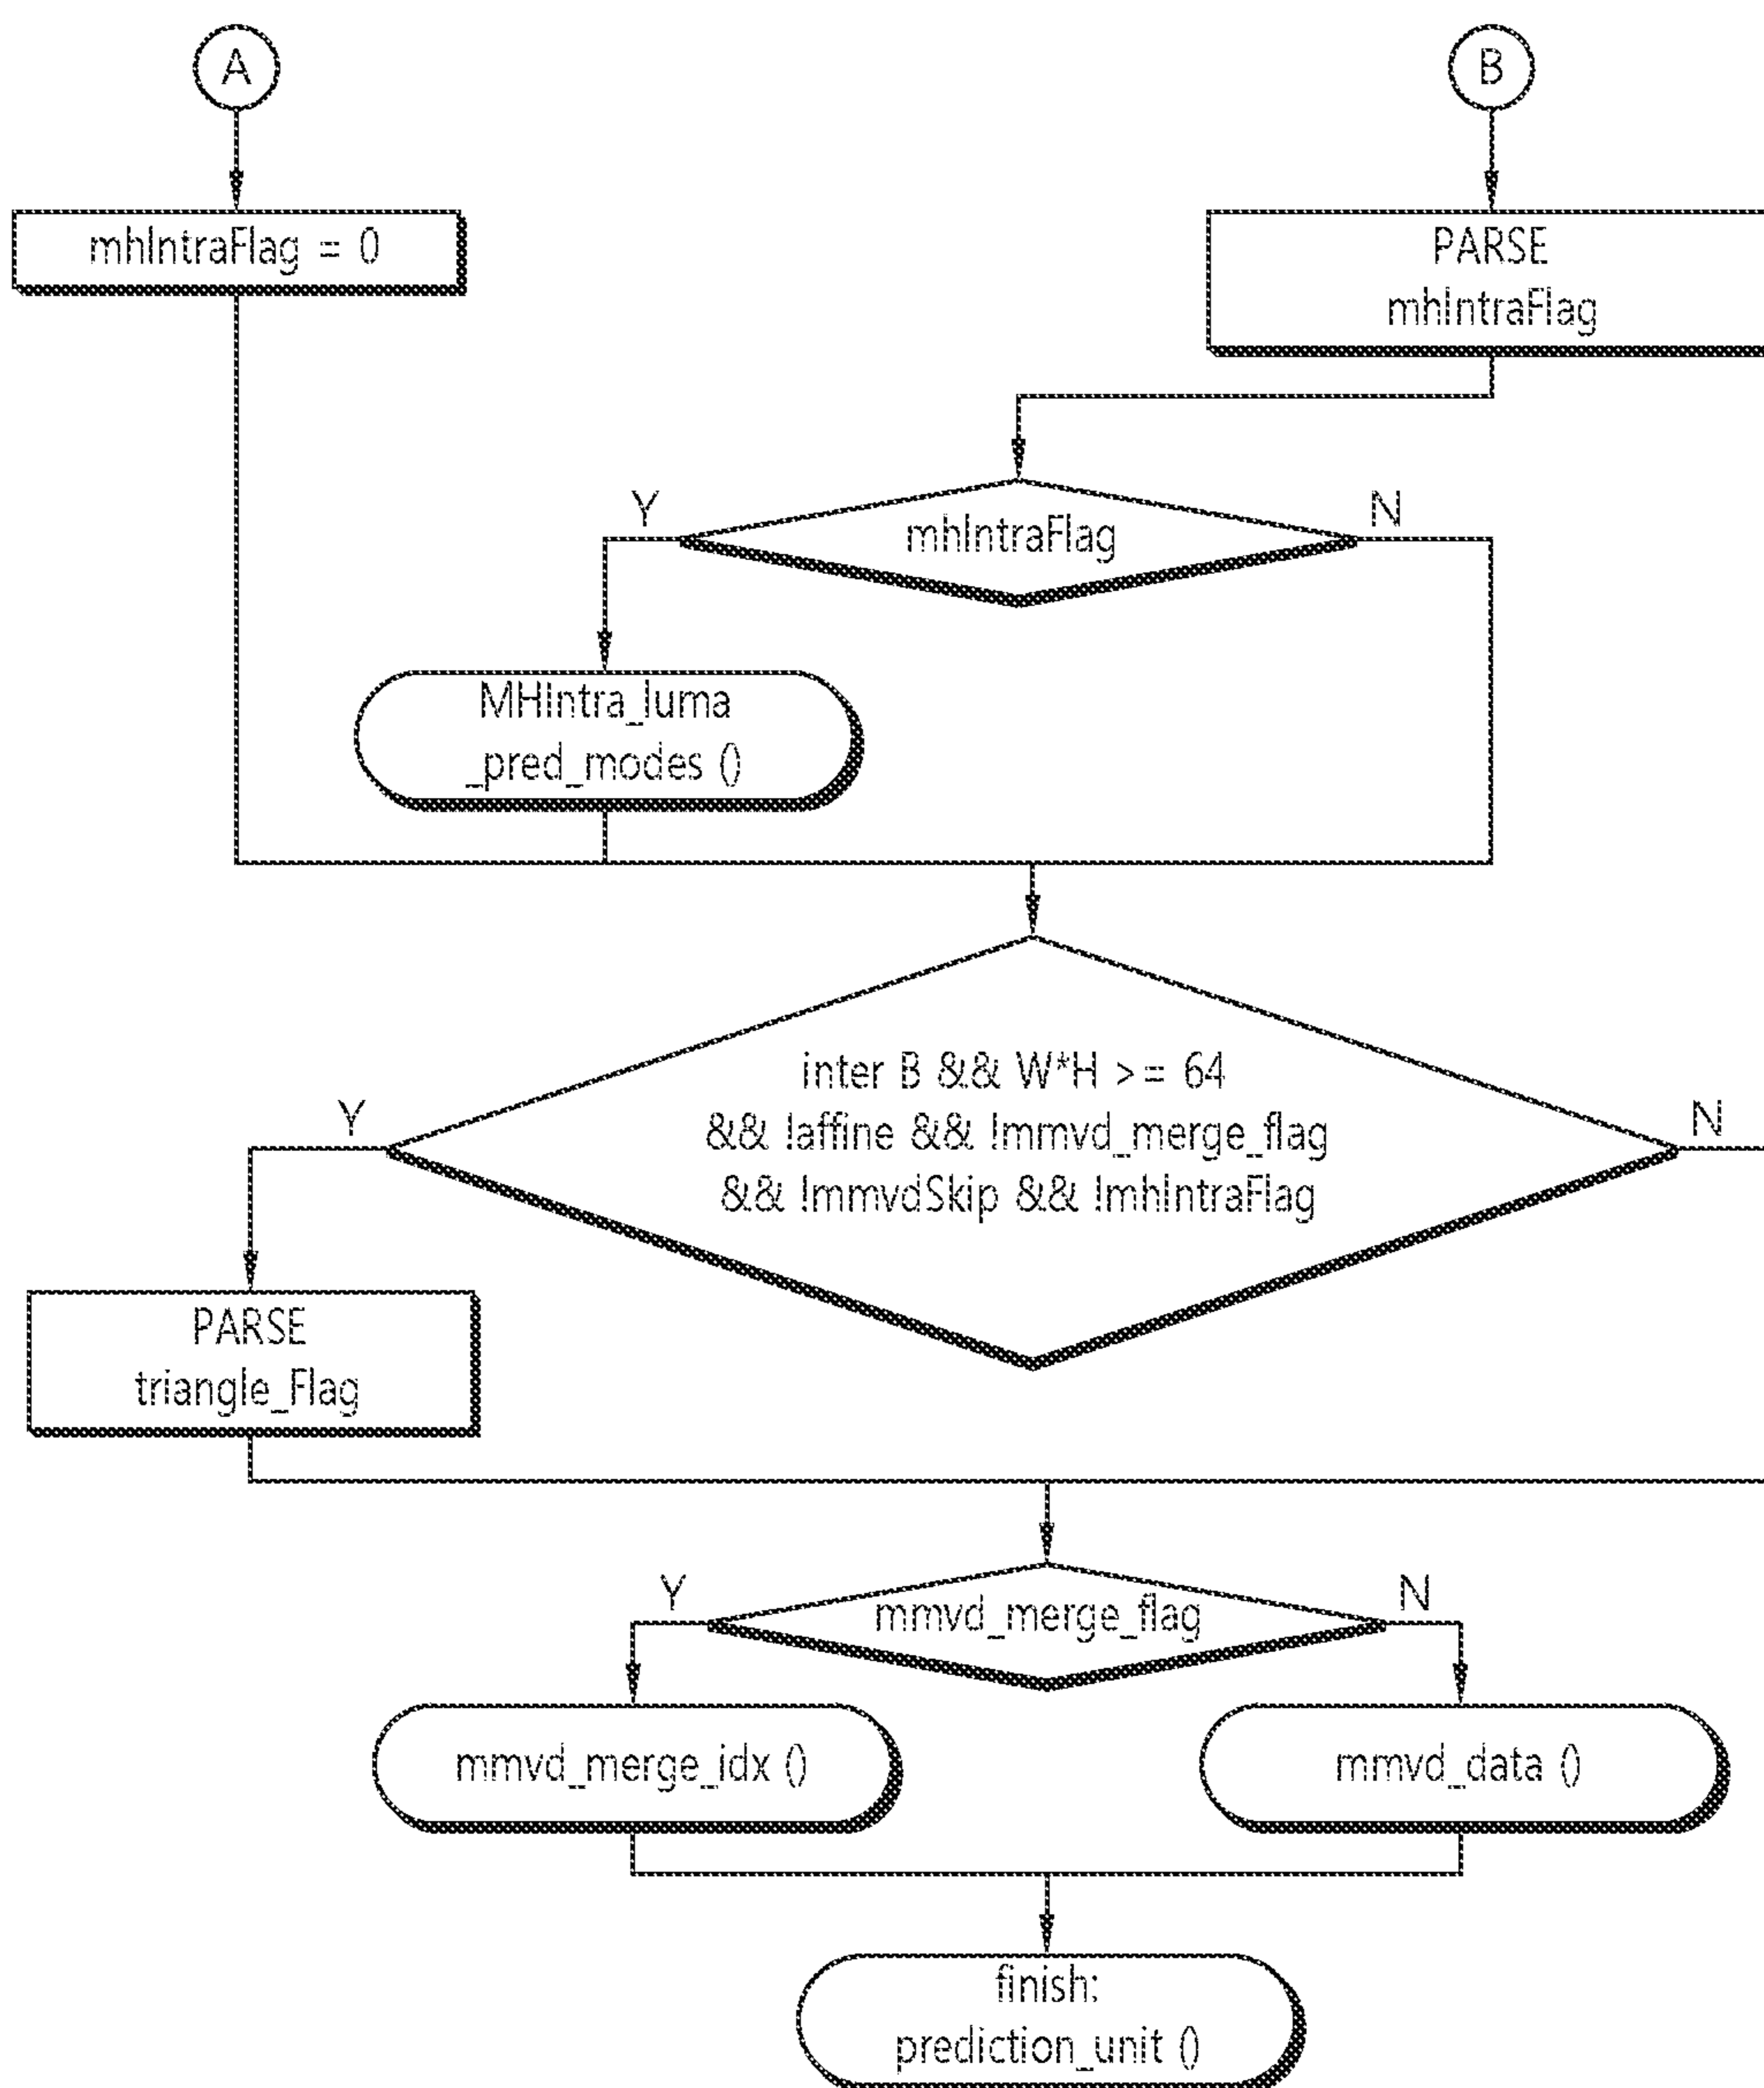 A
B
mhIntraFlag = 0
PARSE
mhIntraFlag
Y
mhIntraFlag
N
MHIntra_luma
_pred_modes ()
inter B && W*H >= 64
&& !affine && !mmvd_merge_flag
&& !mmvdSkip && !mhIntraFlag
Y
N
PARSE
triangle_Flag
Y
mmvd_merge_flag
N
mmvd_merge_idx ()
mmvd_data ()
finish:
prediction_unit ()